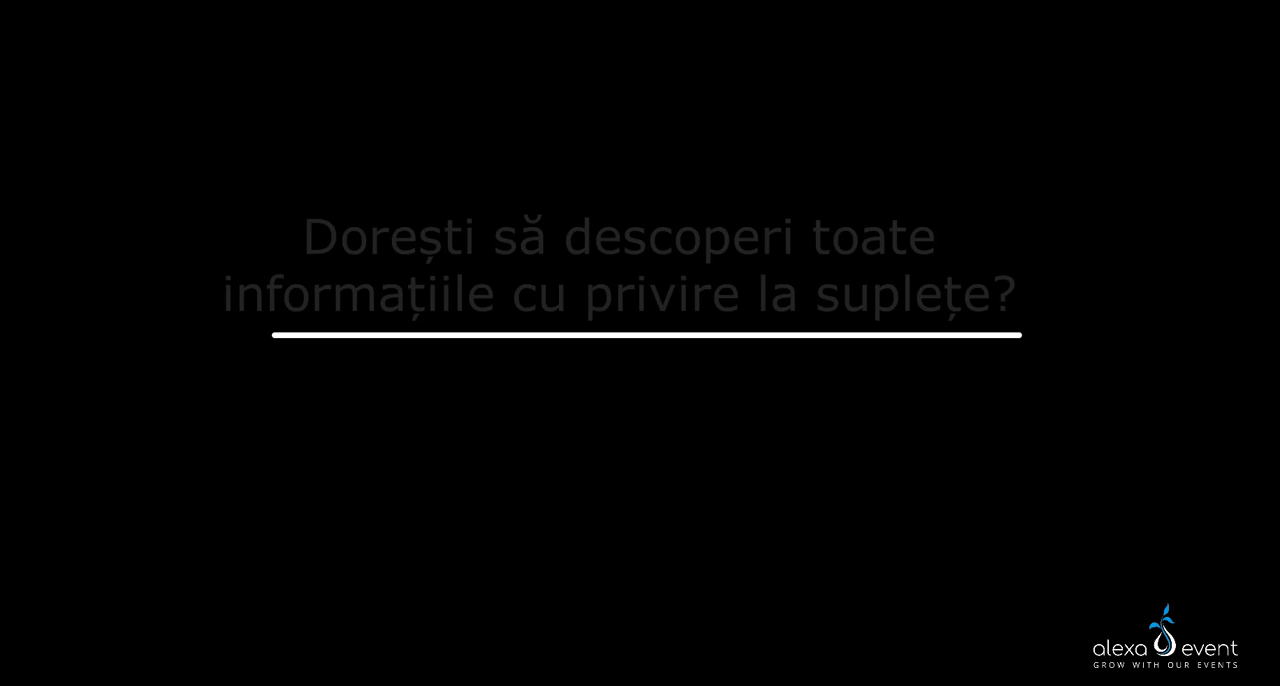 Dorești să descoperi toate
informațiile cu privire la suplețe?
alexa event
GROW WITH OUR EVENTS